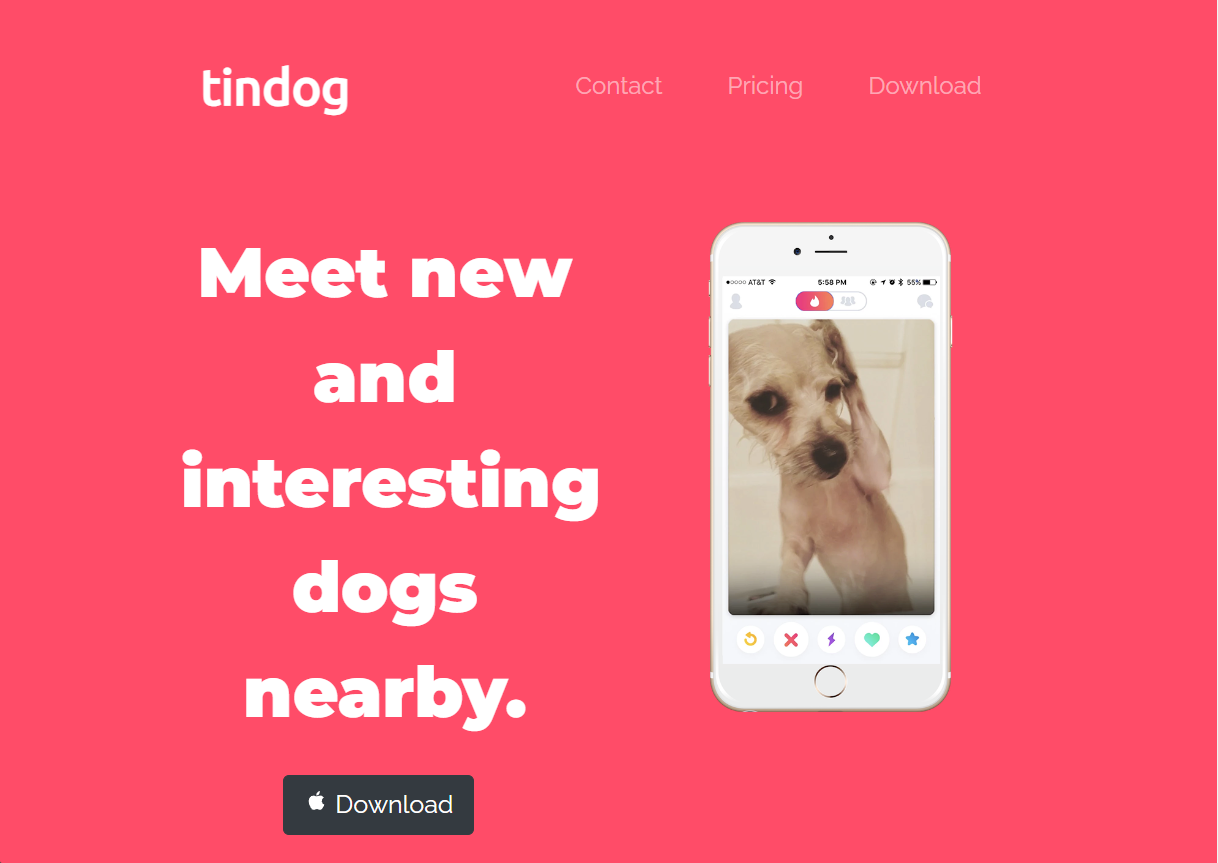 tindog
Contact Pricing Download
Meet new
and
interesting
dogs
nearby.
Download
AT&T 5:58 PM 55%